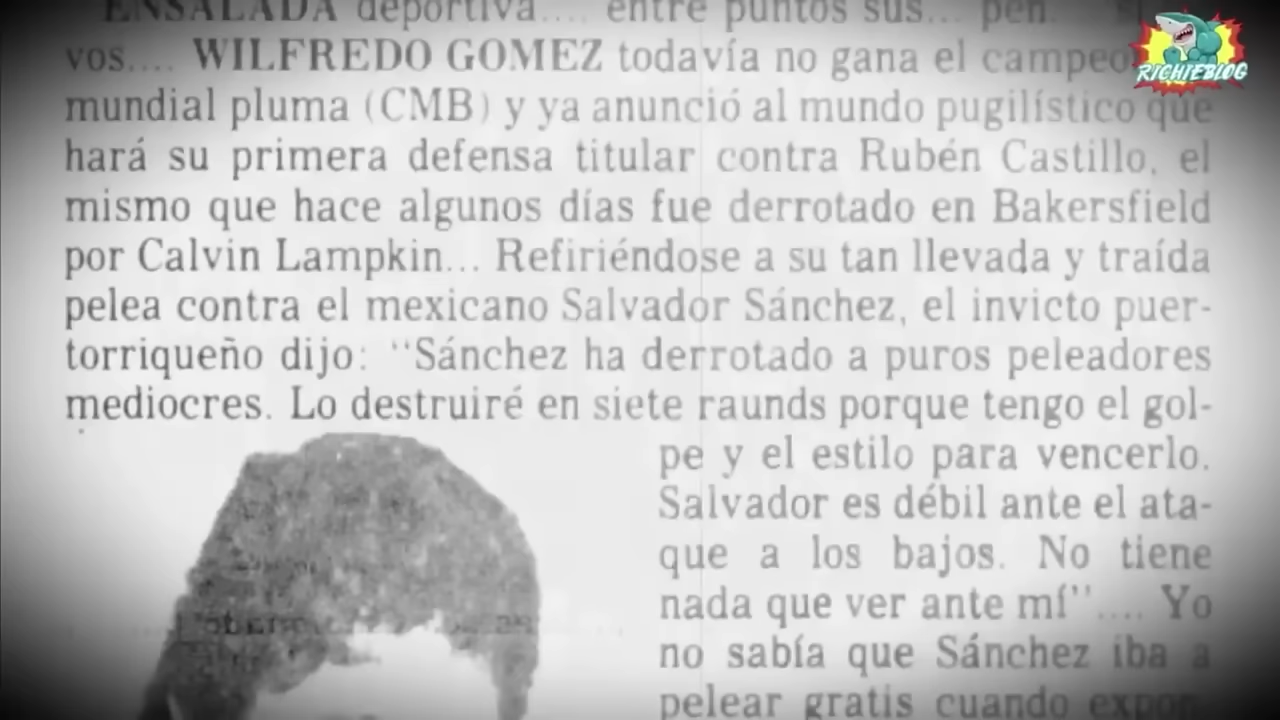 ENSALADA deportiva.... entre puntos sus... pen.
vos.... WILFREDO GOMEZ todavía no gana el campeo
mundial pluma (CMB) y ya anunció al mundo pugilístico que
hará su primera defensa titular contra Rubén Castillo, el
mismo que hace algunos días fue derrotado en Bakersfield
por Calvin Lampkin... Refiriéndose a su tan llevada y traída
pelea contra el mexicano Salvador Sánchez, el invicto puer-
torriqueño dijo: "Sánchez ha derrotado a puros peleadores
mediocres. Lo destruiré en siete raunds porque tengo el gol-
pe y el estilo para vencerlo.
Salvador es débil ante el ata-
que a los bajos. No tiene
nada que ver ante mí".... Yo
no sabía que Sánchez iba a
pelear gratis cuando expon-
RICHIEBLOG